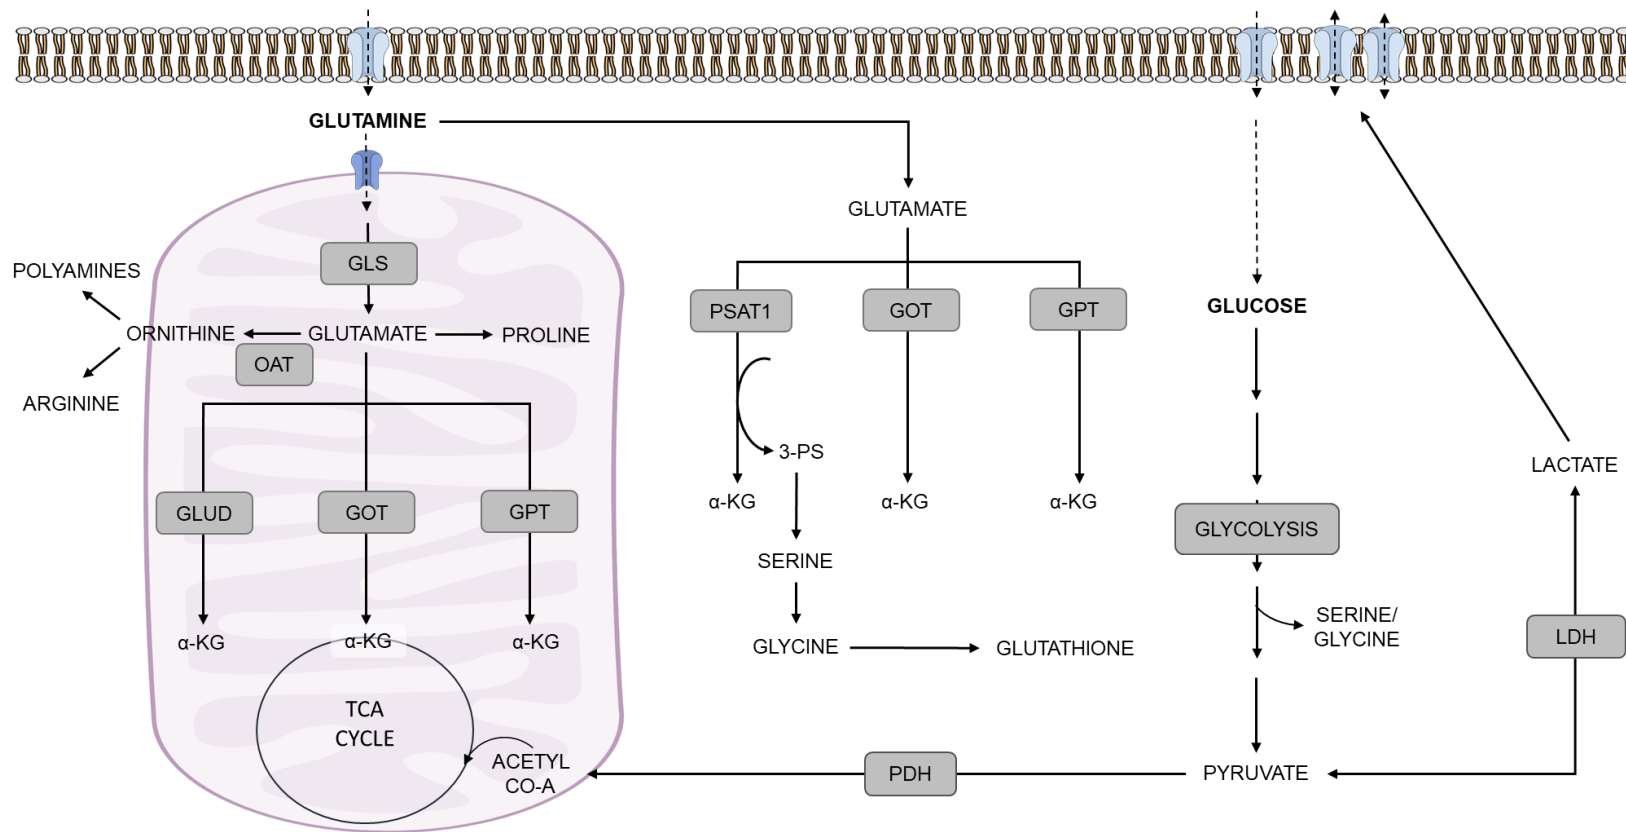 GLUTAMINE
GLUTAMATE
GLS
POLYAMINES
ORNITHINE
GLUTAMATE
PROLINE
OAT
ARGININE
PSAT1
GOT
GPT
GLUCOSE
3-PS
α-KG
α-KG
α-KG
LACTATE
GLUD
GOT
GPT
GLYCOLYSIS
SERINE
α-KG
α-KG
α-KG
GLYCINE
GLUTATHIONE
SERINE/
GLYCINE
LDH
TCA
CYCLE
ACETYL
CO-A
PDH
PYRUVATE